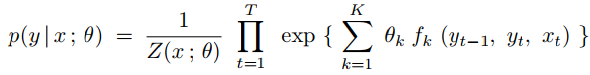 p(y | x ; θ) = 1 / Z(x ; θ) ∏_{t=1}^{T} exp { ∑_{k=1}^{K} θ_k f_k (y_{t−1}, y_t, x_t) }